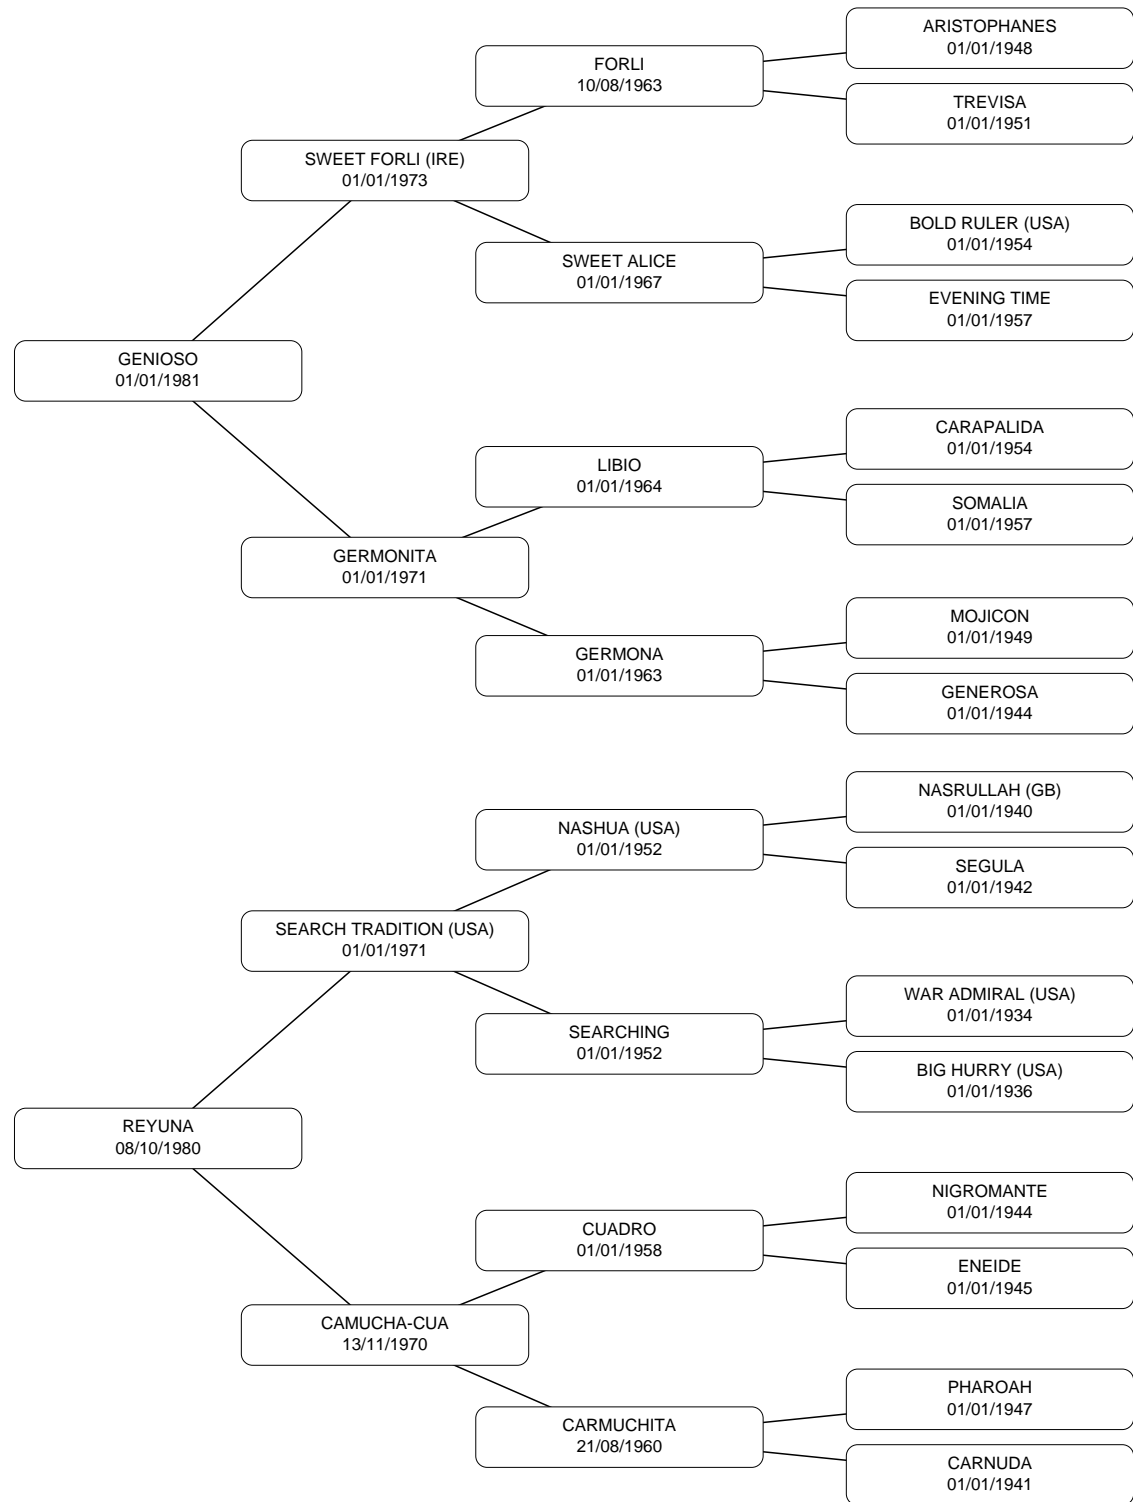 ARISTOPHANES
01/01/1948
FORLI
10/08/1963
TREVISA
01/01/1951
SWEET FORLI (IRE)
01/01/1973
BOLD RULER (USA)
01/01/1954
SWEET ALICE
01/01/1967
EVENING TIME
01/01/1957
GENIOSO
01/01/1981
CARAPALIDA
01/01/1954
LIBIO
01/01/1964
SOMALIA
01/01/1957
GERMONITA
01/01/1971
MOJICON
01/01/1949
GERMONA
01/01/1963
GENEROSA
01/01/1944
NASRULLAH (GB)
01/01/1940
NASHUA (USA)
01/01/1952
SEGULA
01/01/1942
SEARCH TRADITION (USA)
01/01/1971
WAR ADMIRAL (USA)
01/01/1934
SEARCHING
01/01/1952
BIG HURRY (USA)
01/01/1936
REYUNA
08/10/1980
NIGROMANTE
01/01/1944
CUADRO
01/01/1958
ENEIDE
01/01/1945
CAMUCHA-CUA
13/11/1970
PHAROAH
01/01/1947
CARMUCHITA
21/08/1960
CARNUDA
01/01/1941